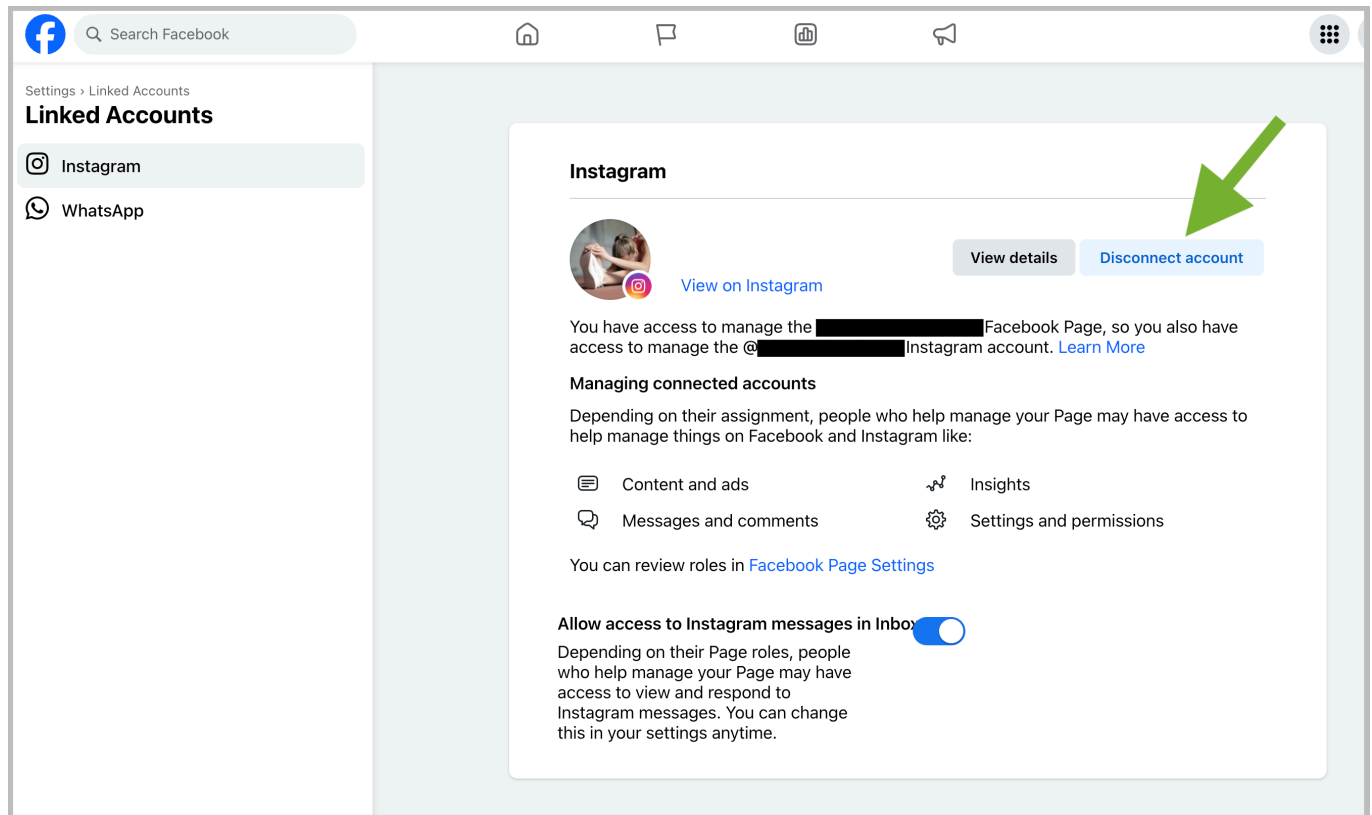 Search Facebook
Settings › Linked Accounts
Linked Accounts
Instagram
WhatsApp
Instagram
View details
Disconnect account
View on Instagram
You have access to manage the Facebook Page, so you also have
access to manage the @ Instagram account. Learn More
Managing connected accounts
Depending on their assignment, people who help manage your Page may have access to
help manage things on Facebook and Instagram like:
Content and ads
Insights
Messages and comments
Settings and permissions
You can review roles in Facebook Page Settings
Allow access to Instagram messages in Inbox
Depending on their Page roles, people
who help manage your Page may have
access to view and respond to
Instagram messages. You can change
this in your settings anytime.